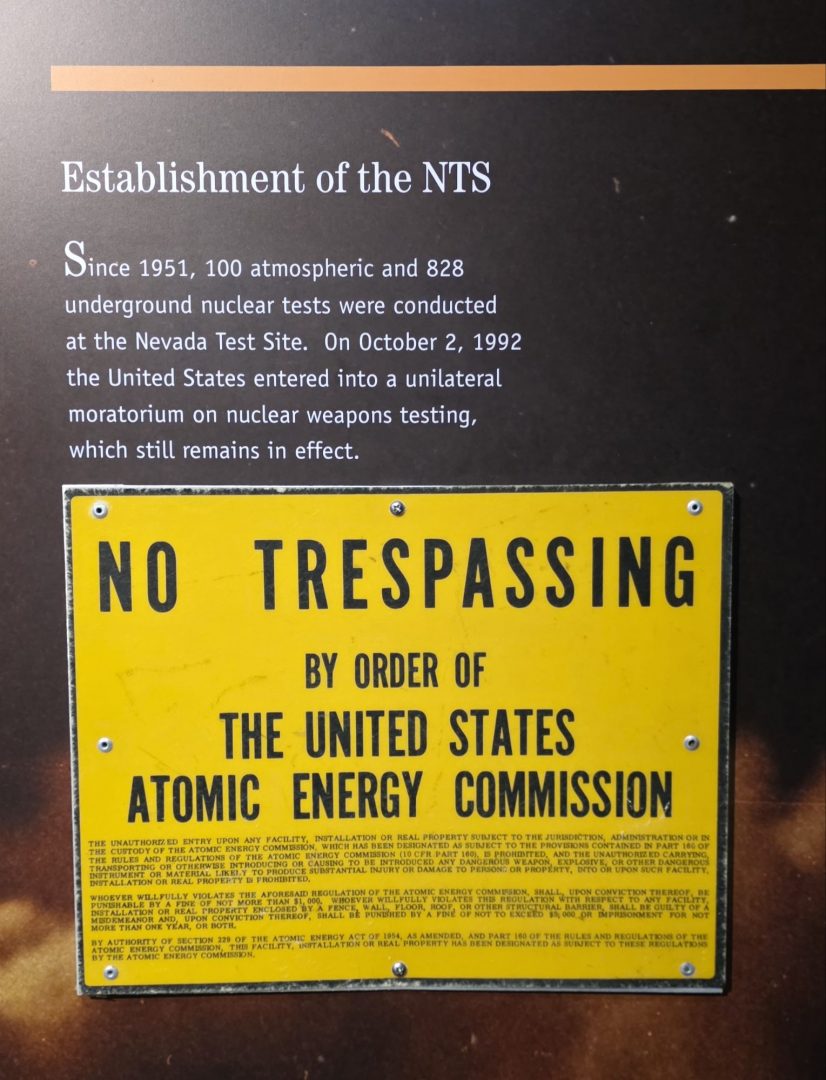 Establishment of the NTS
Since 1951, 100 atmospheric and 828
underground nuclear tests were conducted
at the Nevada Test Site.  On October 2, 1992
the United States entered into a unilateral
moratorium on nuclear weapons testing,
which still remains in effect.
NO TRESPASSING
BY ORDER OF
THE UNITED STATES
ATOMIC ENERGY COMMISSION
THE UNAUTHORIZED ENTRY UPON ANY FACILITY, INSTALLATION OR REAL PROPERTY SUBJECT TO THE JURISDICTION, ADMINISTRATION OR IN
THE CUSTODY OF THE ATOMIC ENERGY COMMISSION, WHICH HAS BEEN DESIGNATED AS SUBJECT TO THE PROVISIONS CONTAINED IN PART 160 OF
THE RULES AND REGULATIONS OF THE ATOMIC ENERGY COMMISSION (10 CFR PART 160), IS PROHIBITED, AND THE UNAUTHORIZED CARRYING,
TRANSPORTING OR OTHERWISE INTRODUCING OR CAUSING TO BE INTRODUCED ANY DANGEROUS WEAPON, EXPLOSIVE, OR OTHER DANGEROUS
INSTRUMENT OR MATERIAL LIKELY TO PRODUCE SUBSTANTIAL INJURY OR DAMAGE TO PERSONS OR PROPERTY, INTO OR UPON SUCH FACILITY,
INSTALLATION OR REAL PROPERTY IS PROHIBITED.
WHOEVER WILLFULLY VIOLATES THE AFORESAID REGULATION OF THE ATOMIC ENERGY COMMISSION, SHALL, UPON CONVICTION THEREOF, BE
PUNISHABLE BY A FINE OF NOT MORE THAN $1,000. WHOEVER WILLFULLY VIOLATES THIS REGULATION WITH RESPECT TO ANY FACILITY,
INSTALLATION OR REAL PROPERTY ENCLOSED BY A FENCE, WALL, FLOOR, ROOF, OR OTHER STRUCTURAL BARRIER, SHALL BE GUILTY OF A
MISDEMEANOR AND, UPON CONVICTION THEREOF, SHALL BE PUNISHED BY A FINE OF NOT TO EXCEED $5,000 OR IMPRISONMENT FOR NOT
MORE THAN ONE YEAR, OR BOTH.
BY AUTHORITY OF SECTION 229 OF THE ATOMIC ENERGY ACT OF 1954, AS AMENDED, AND PART 160 OF THE RULES AND REGULATIONS OF THE
ATOMIC ENERGY COMMISSION, THIS FACILITY, INSTALLATION OR REAL PROPERTY HAS BEEN DESIGNATED AS SUBJECT TO THESE REGULATIONS
BY THE ATOMIC ENERGY COMMISSION.